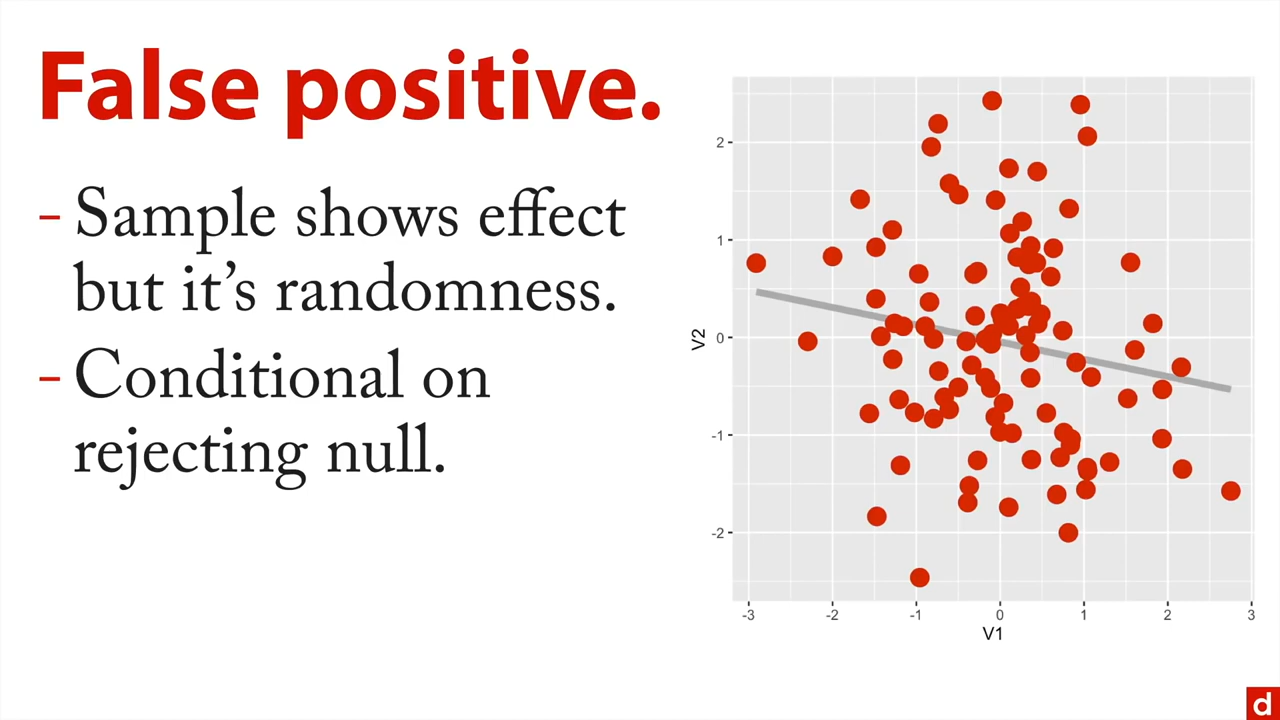 False positive.
– Sample shows effect
but it’s randomness.
– Conditional on
rejecting null.
V2
2
1
0
-1
-2
-3 -2 -1 0 1 2 3
V1
d